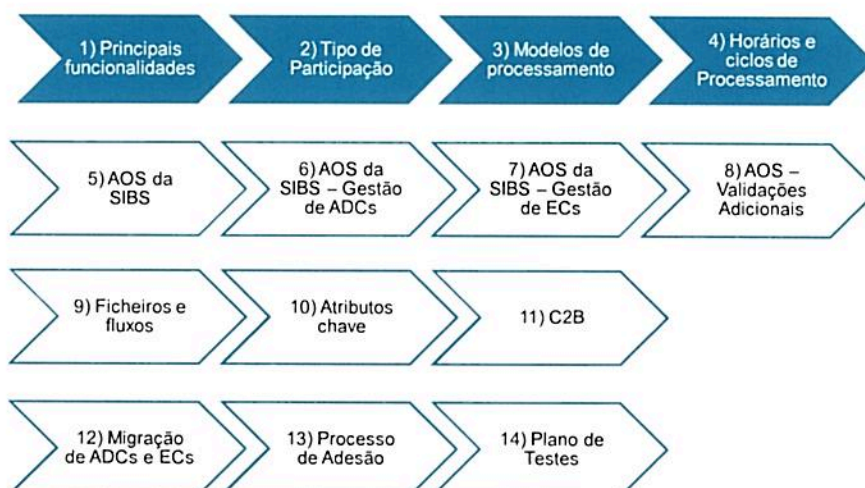 1) Principais
funcionalidades
2) Tipo de
Participação
3) Modelos de
processamento
4) Horários e
ciclos de
Processamento
5) AOS da
SIBS
6) AOS da
SIBS – Gestão
de ADCs
7) AOS da
SIBS – Gestão
de ECs
8) AOS –
Validações
Adicionais
9) Ficheiros e
fluxos
10) Atributos
chave
11) C2B
12) Migração
de ADCs e ECs
13) Processo
de Adesão
14) Plano de
Testes